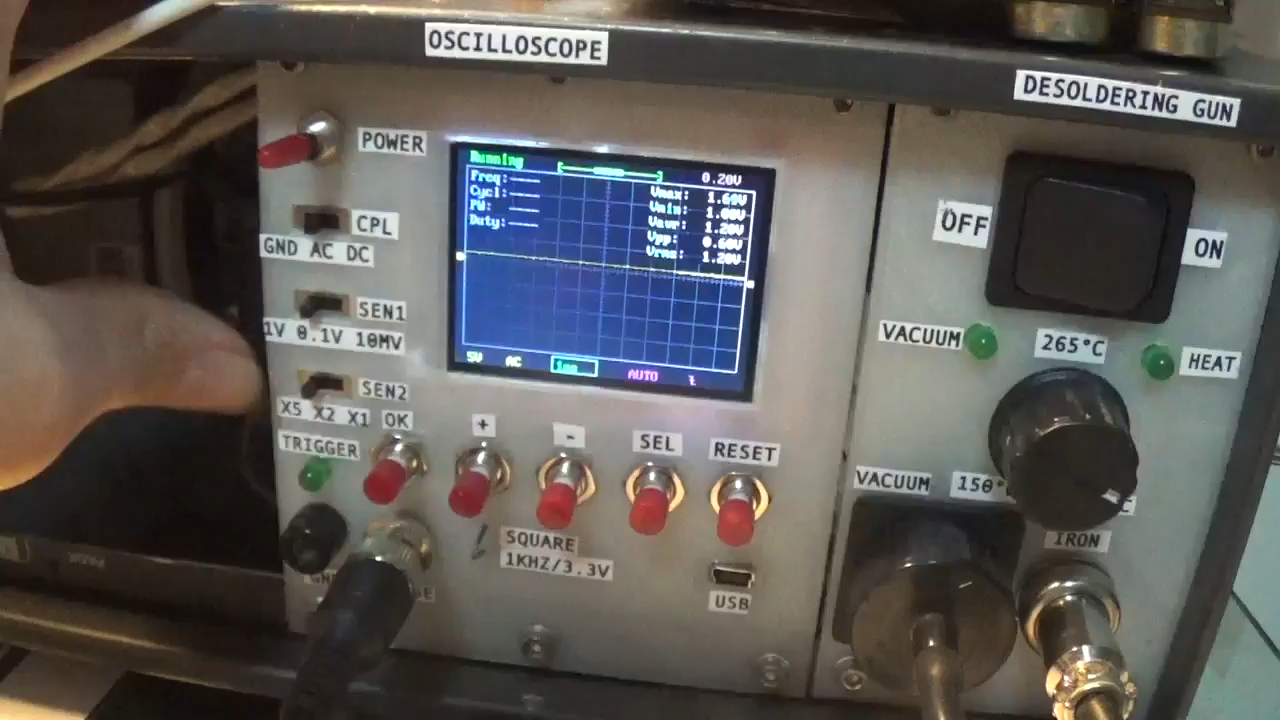 OSCILLOSCOPE
DESOLDERING GUN
POWER
CPL
GND AC DC
SEN1
1V 0.1V 10MV
SEN2
X5 X2 X1 OK
TRIGGER
+
-
SEL
RESET
SQUARE
1KHZ/3.3V
USB
Running
0.20V
Freq:
Cycl:
PW:
Duty:
Vmax: 1.60V
Vmin: 1.00V
Vavr: 1.20V
Vpp: 0.60V
Vrms: 1.20V
5V AC AUTO
OFF
ON
VACUUM
265°C
HEAT
VACUUM
150°
IRON